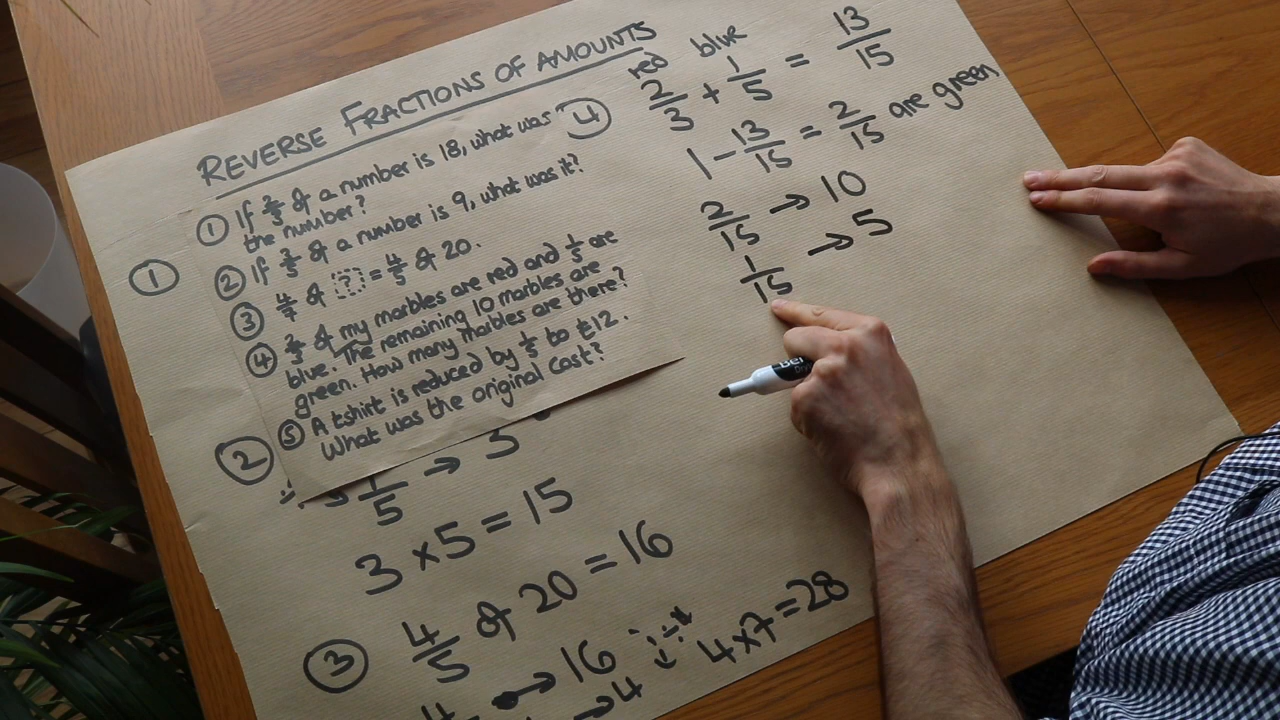 REVERSE FRACTIONS OF AMOUNTS
① If 2/3 of a number is 18, what was
the number?
② If 3/5 of a number is 9, what was it?
③ 4/7 of ? = 4/5 of 20.
④ 2/3 of my marbles are red and 1/5 are
blue. The remaining 10 marbles are
green. How many marbles are there?
⑤ A tshirt is reduced by 1/5 to £12.
What was the original cost?
①
②
1/5 → 5
3 × 5 = 15
③ 4/5 of 20 = 16
→ 16
→ 4
4 × 7 = 28
④
red blue
2/3 + 1/5 = 13/15
1 - 13/15 = 2/15 are green
2/15 → 10
1/15 → 5